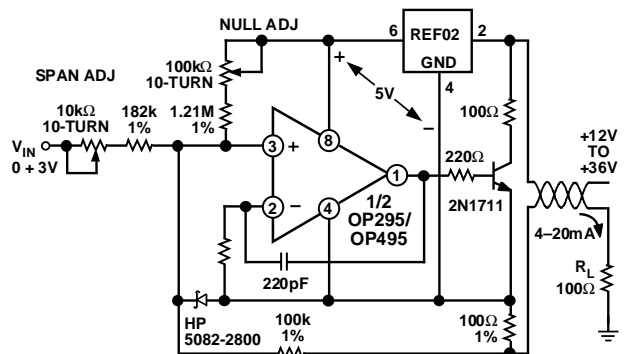 NULL ADJ
SPAN ADJ
10kΩ
10-TURN
182k
1%
V_IN
0 + 3V
100kΩ
10-TURN
1.21M
1%
6
REF02
GND
2
4
+
5V
−
100Ω
3
+
8
2
−
4
1
1/2
OP295/
OP495
220Ω
2N1711
+12V
TO
+36V
4–20mA
R_L
100Ω
220pF
HP
5082-2800
100k
1%
100Ω
1%